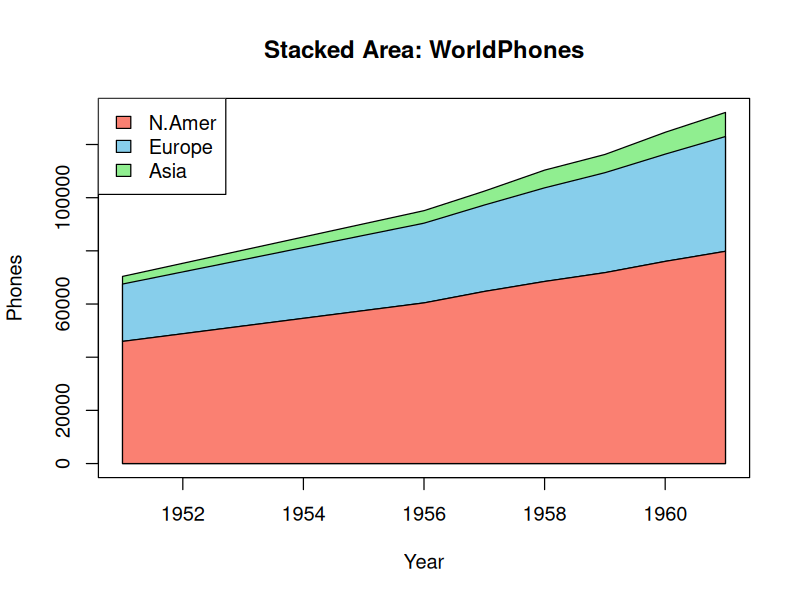 Stacked Area: WorldPhones
N.Amer
Europe
Asia
Phones
100000
60000
20000
0
1952 1954 1956 1958 1960
Year